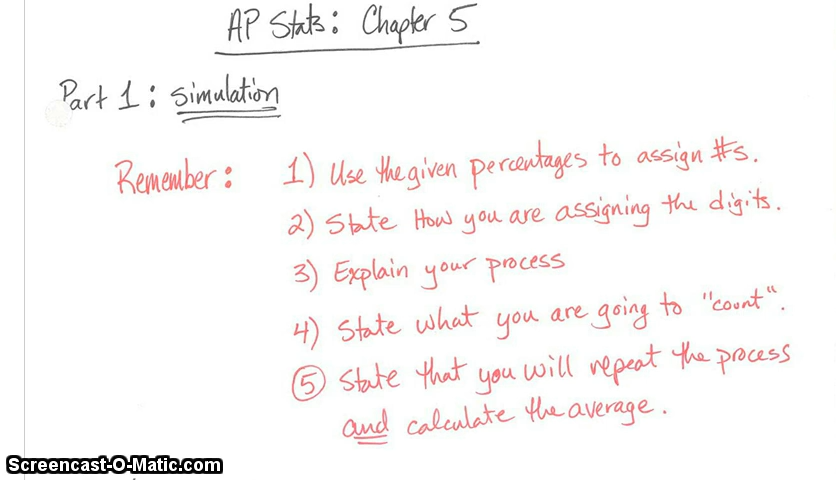 AP Stats: Chapter 5
Part 1: simulation
Remember: 1) Use the given percentages to assign #s.
2) State How you are assigning the digits.
3) Explain your process
4) State what you are going to "count".
5 State that you will repeat the process
and calculate the average.
Screencast-O-Matic.com